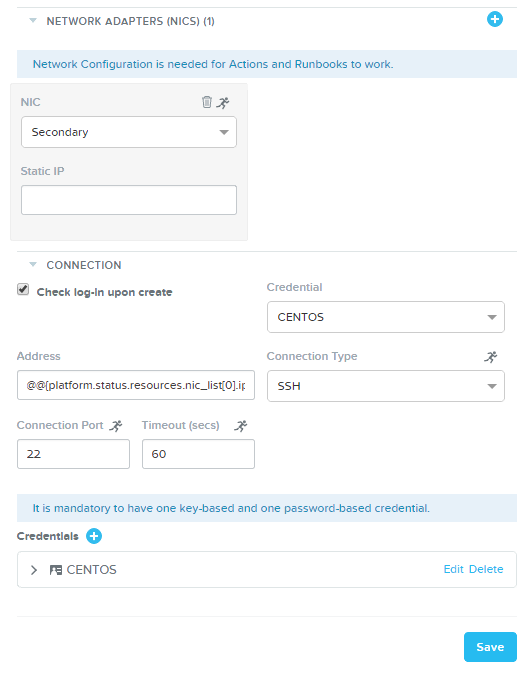 NETWORK ADAPTERS (NICS) (1)
Network Configuration is needed for Actions and Runbooks to work.
NIC
Secondary
Static IP
CONNECTION
Check log-in upon create
Credential
CENTOS
Address
@@{platform.status.resources.nic_list[0].ip
Connection Type
SSH
Connection Port
Timeout (secs)
22
60
It is mandatory to have one key-based and one password-based credential.
Credentials
CENTOS
Edit Delete
Save